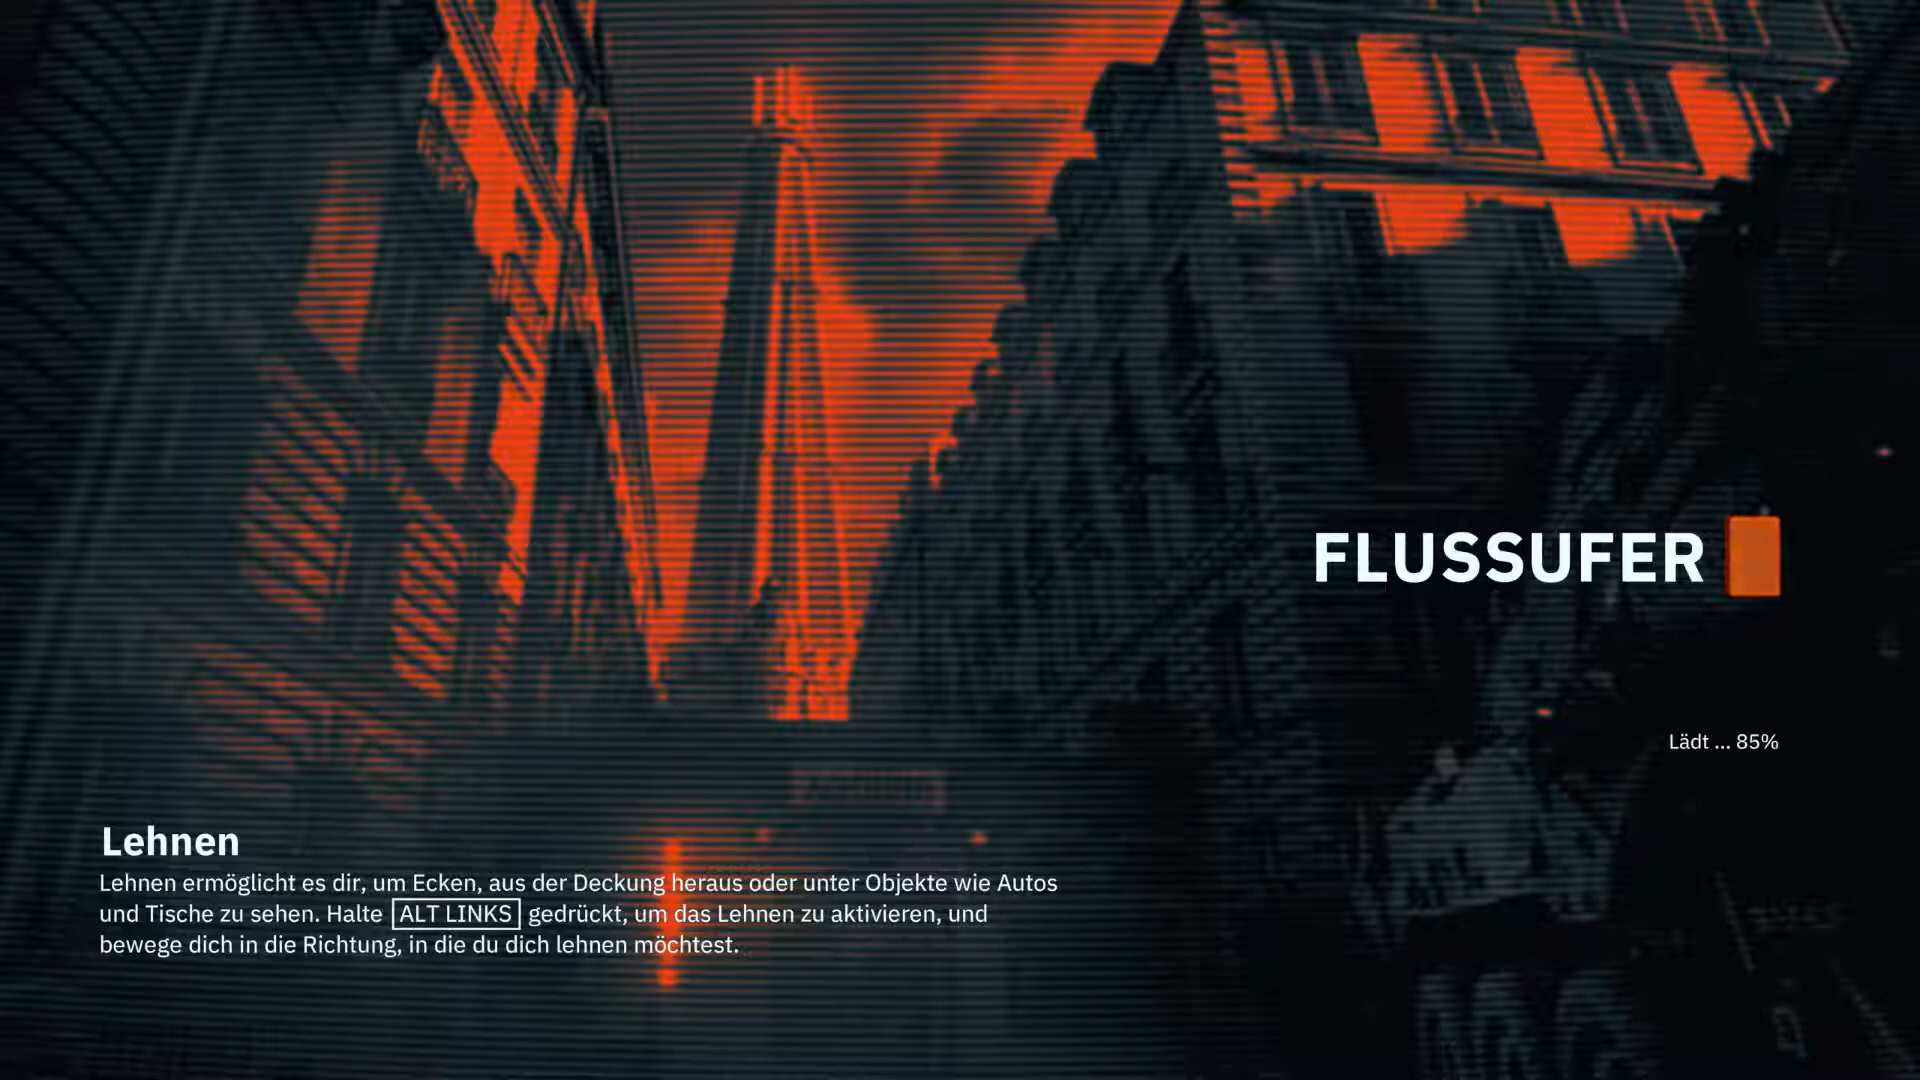 FLUSSUFER
Lädt ... 85%
Lehnen
Lehnen ermöglicht es dir, um Ecken, aus der Deckung heraus oder unter Objekte wie Autos
und Tische zu sehen. Halte ALT LINKS gedrückt, um das Lehnen zu aktivieren, und
bewege dich in die Richtung, in die du dich lehnen möchtest.